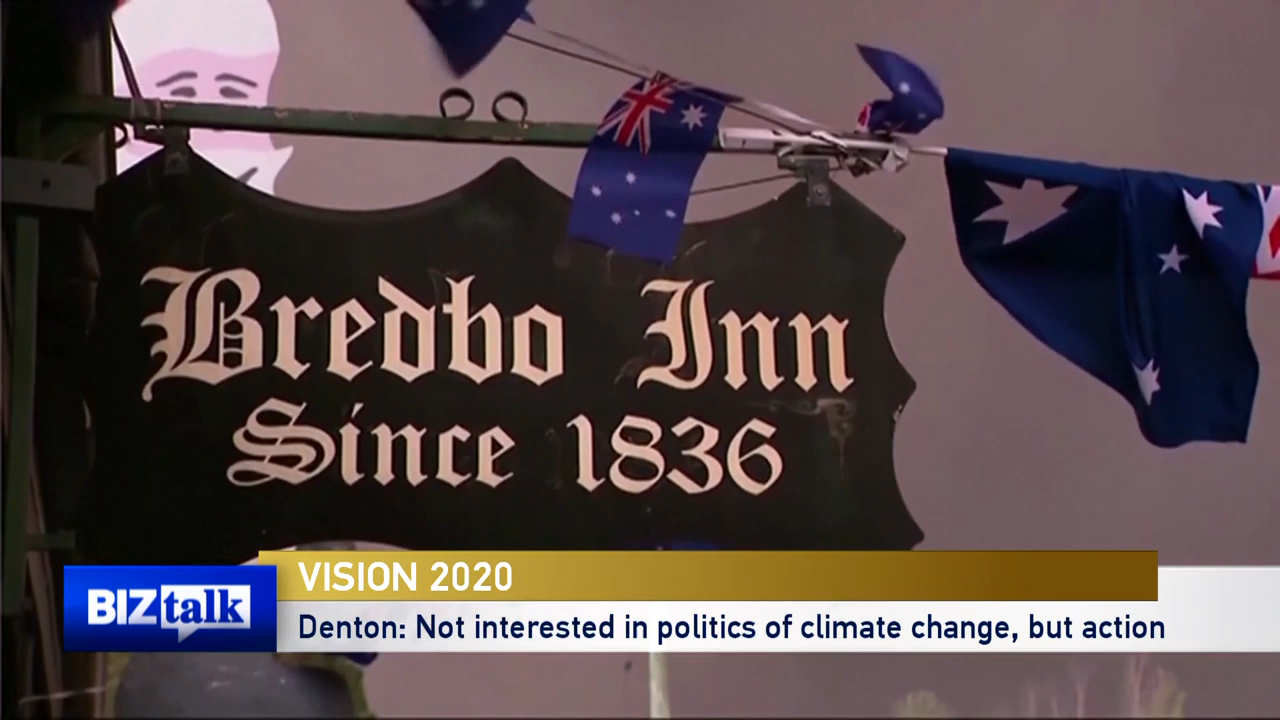 Bredbo Inn
Since 1836
VISION 2020
BIZtalk
Denton: Not interested in politics of climate change, but action